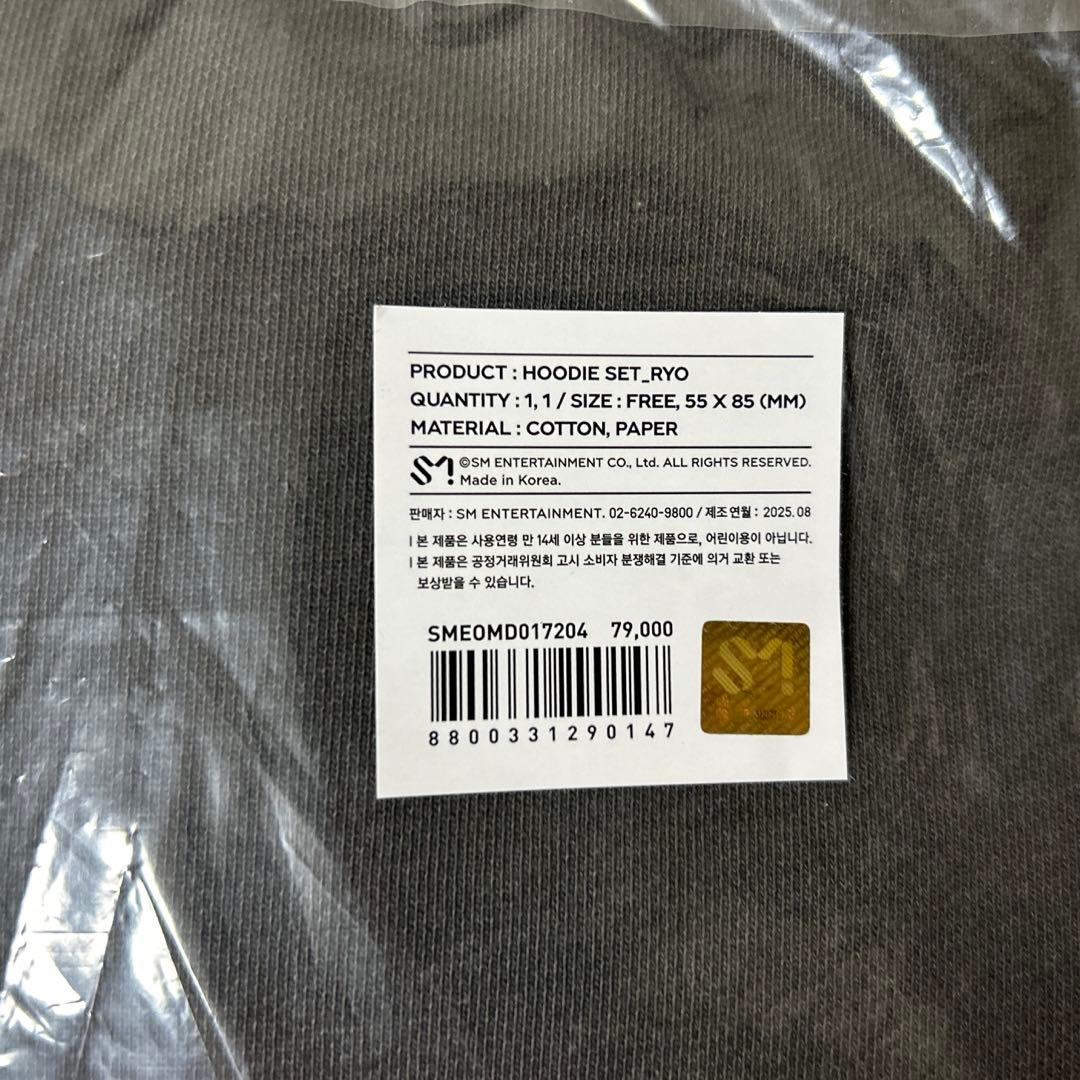 PRODUCT : HOODIE SET_RYO
QUANTITY : 1, 1 / SIZE : FREE, 55 X 85 (MM)
MATERIAL : COTTON, PAPER
SM ©SM ENTERTAINMENT CO., Ltd. ALL RIGHTS RESERVED.
Made in Korea.
판매자 : SM ENTERTAINMENT. 02-6240-9800 / 제조연월 : 2025.08
l 본 제품은 사용연령 만 14세 이상 분들을 위한 제품으로, 어린이용이 아닙니다.
l 본 제품은 공정거래위원회 고시 소비자 분쟁해결 기준에 의거 교환 또는
보상받을 수 있습니다.
SMEOMD017204 79,000
8800331290147
SM